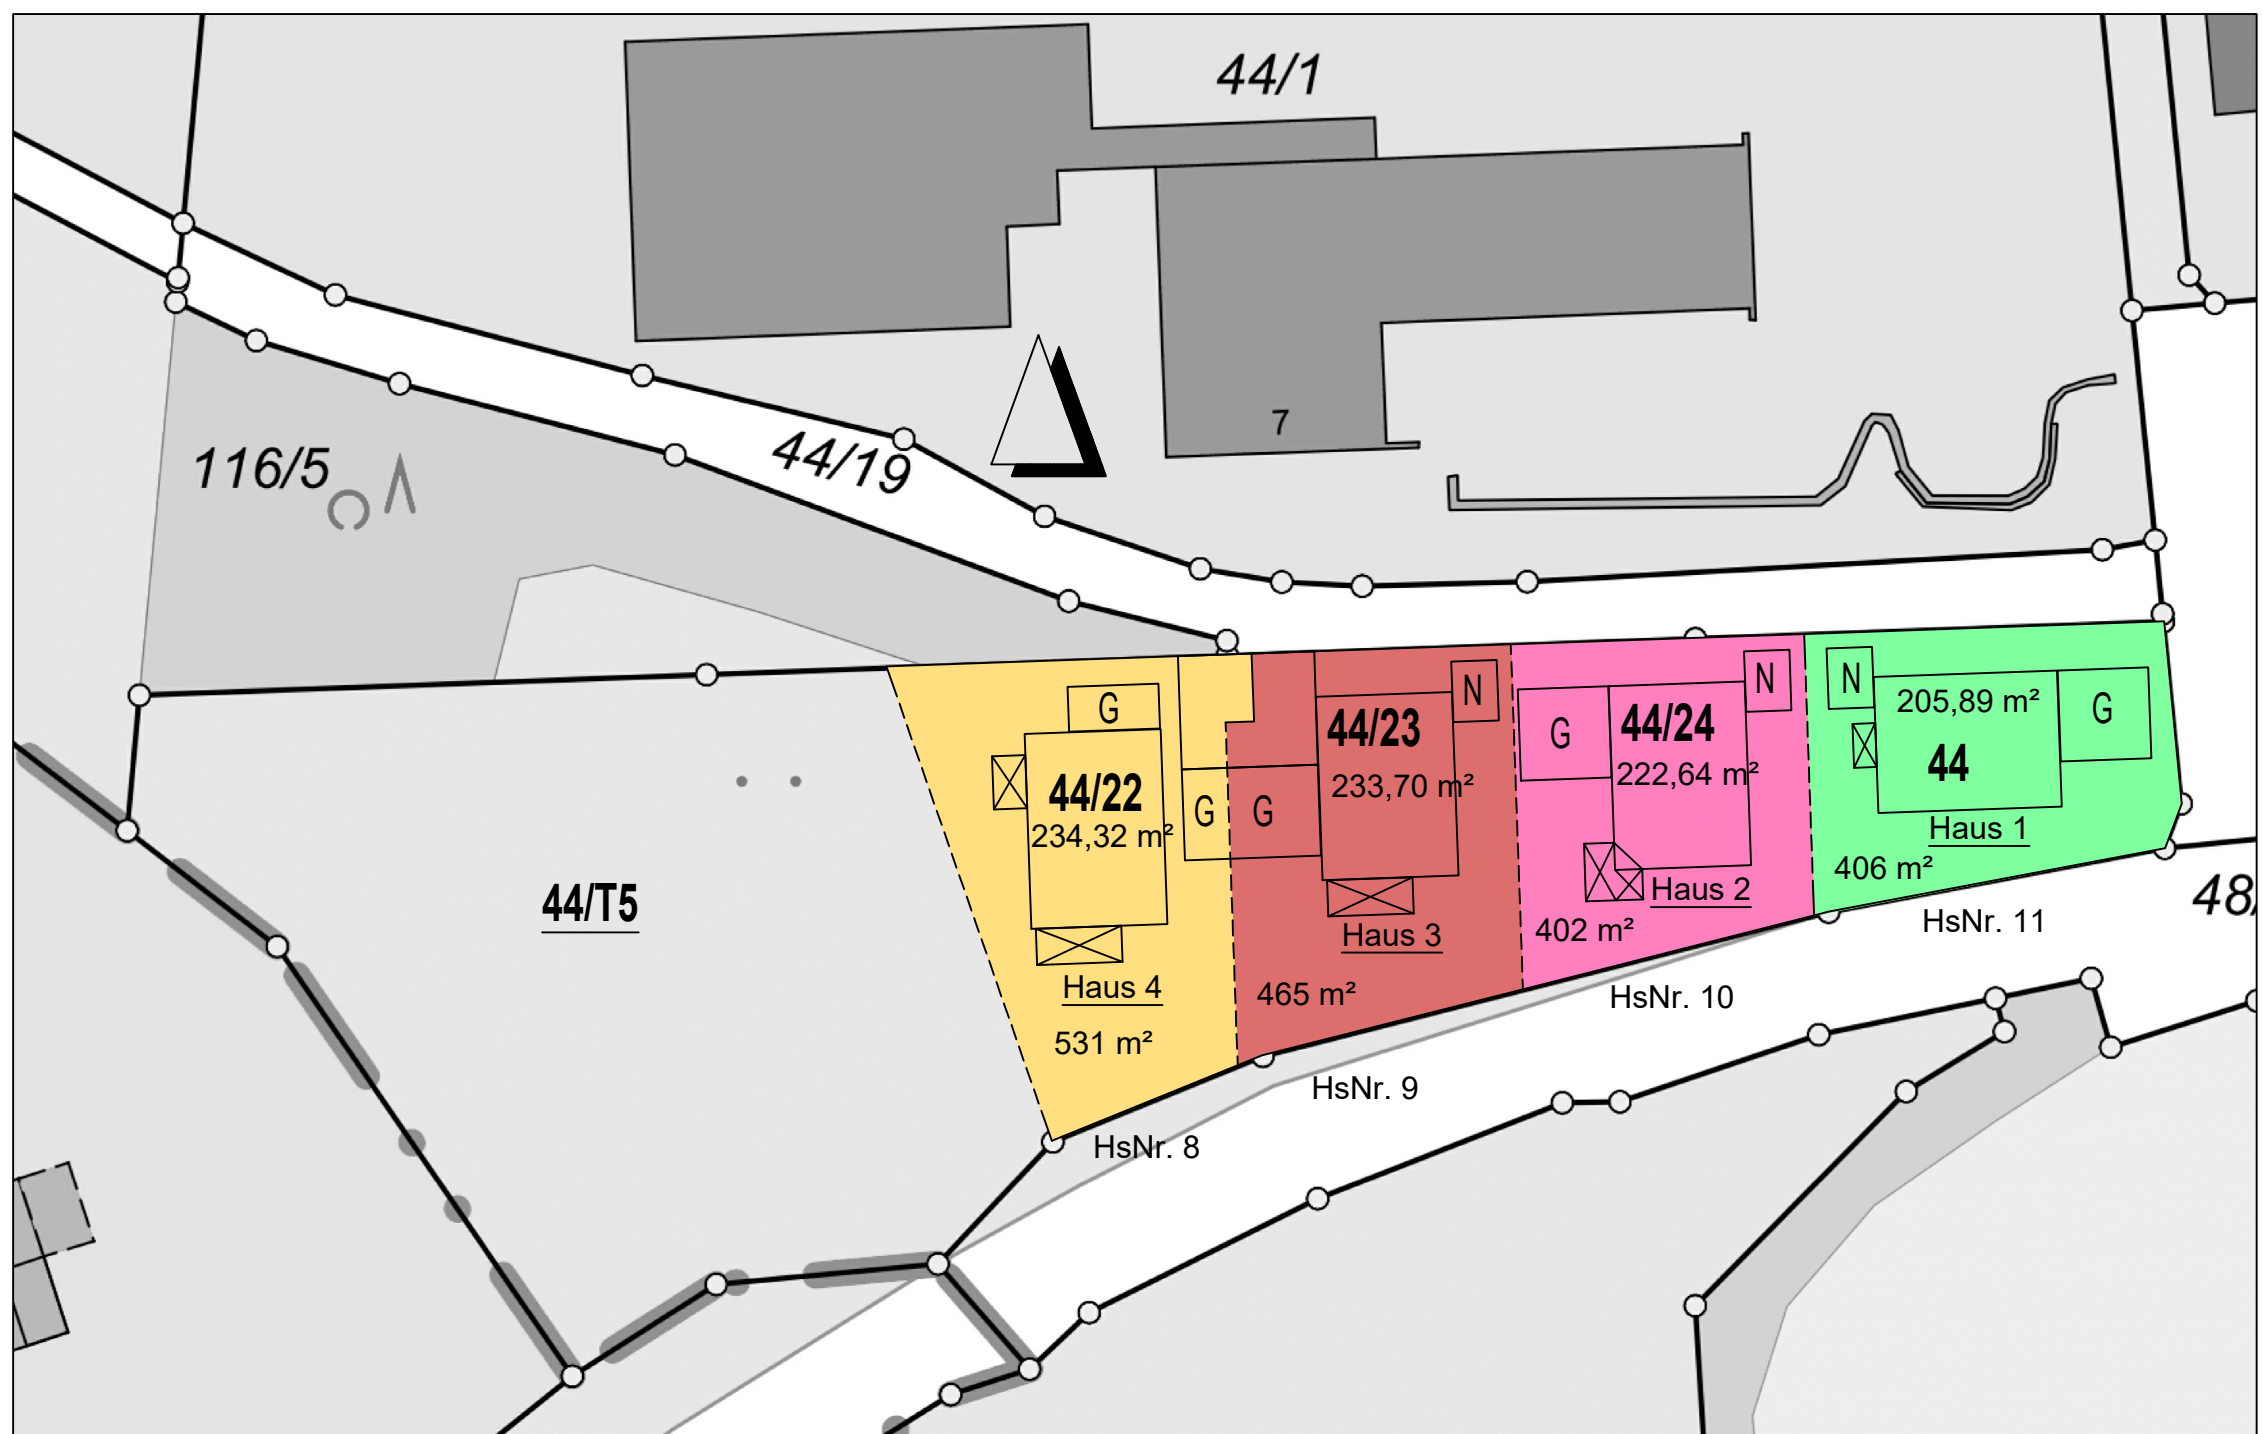 44/1
7
44/19
116/5
G
N
N
N
205,89 m²
G
44/23
G
44/24
44
44/22
233,70 m²
222,64 m²
G
G
234,32 m²
Haus 1
406 m²
44/T5
Haus 2
48/
HsNr. 11
402 m²
Haus 3
Haus 4
465 m²
HsNr. 10
531 m²
HsNr. 9
HsNr. 8